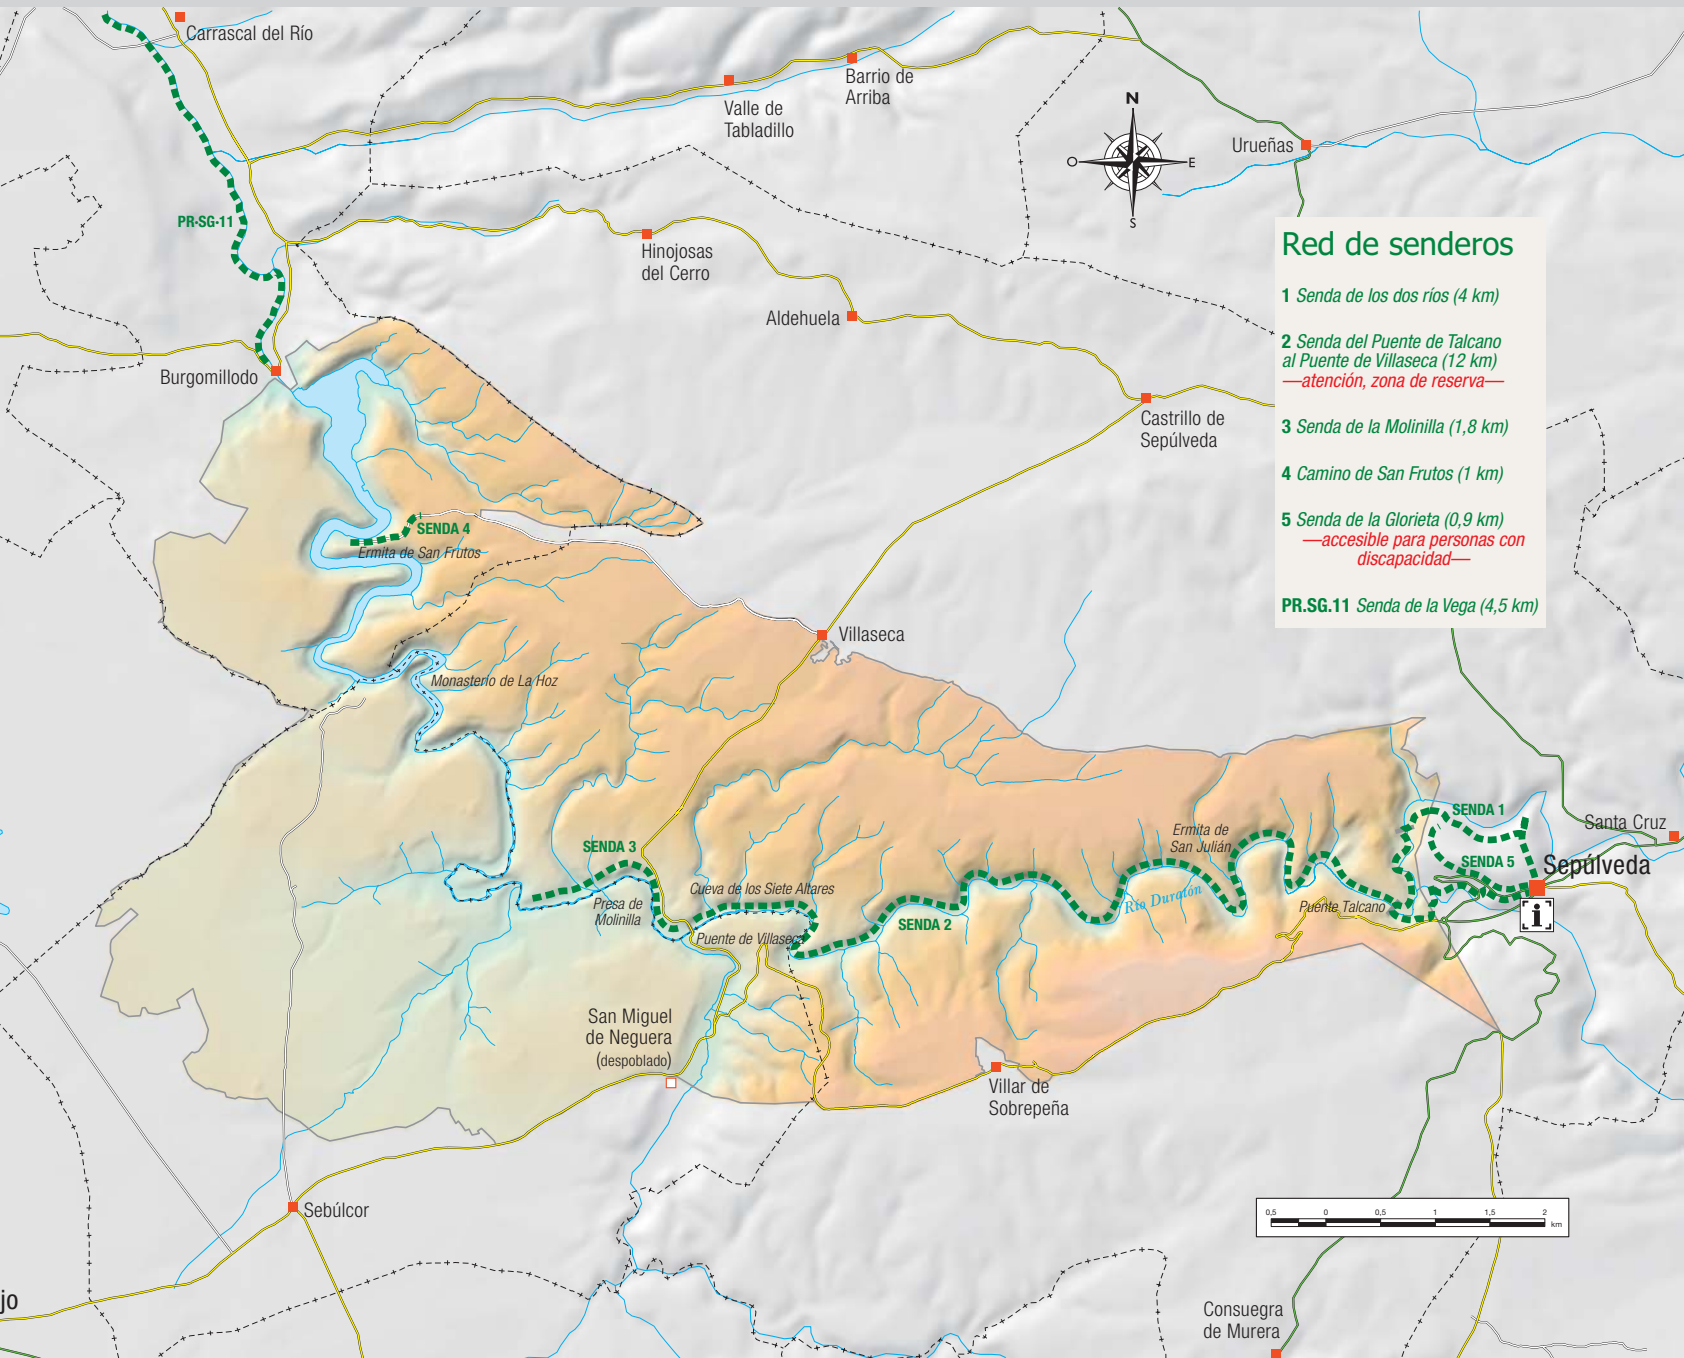 Carrascal del Río
Barrio de
Arriba
Valle de
Tabladillo
N
O
E
S
Urueñas
PR·SG·11
Hinojosas
del Cerro
Aldehuela
Burgomillodo
Castrillo de
Sepúlveda
Red de senderos
1 Senda de los dos ríos (4 km)
2 Senda del Puente de Talcano
al Puente de Villaseca (12 km)
—atención, zona de reserva—
3 Senda de la Molinilla (1,8 km)
4 Camino de San Frutos (1 km)
5 Senda de la Glorieta (0,9 km)
—accesible para personas con
discapacidad—
PR.SG.11 Senda de la Vega (4,5 km)
SENDA 4
Ermita de San Frutos
Villaseca
Monasterio de La Hoz
SENDA 1
Santa Cruz
Ermita de
San Julián
SENDA 3
SENDA 5
Sepúlveda
Cueva de los Siete Altares
Presa de
Molinilla
Río Duratón
Puente Talcano
i
SENDA 2
Puente de Villaseca
San Miguel
de Neguera
(despoblado)
Villar de
Sobrepeña
Sebúlcor
0,5 0 0,5 1 1,5 2
km
jo
Consuegra
de Murera